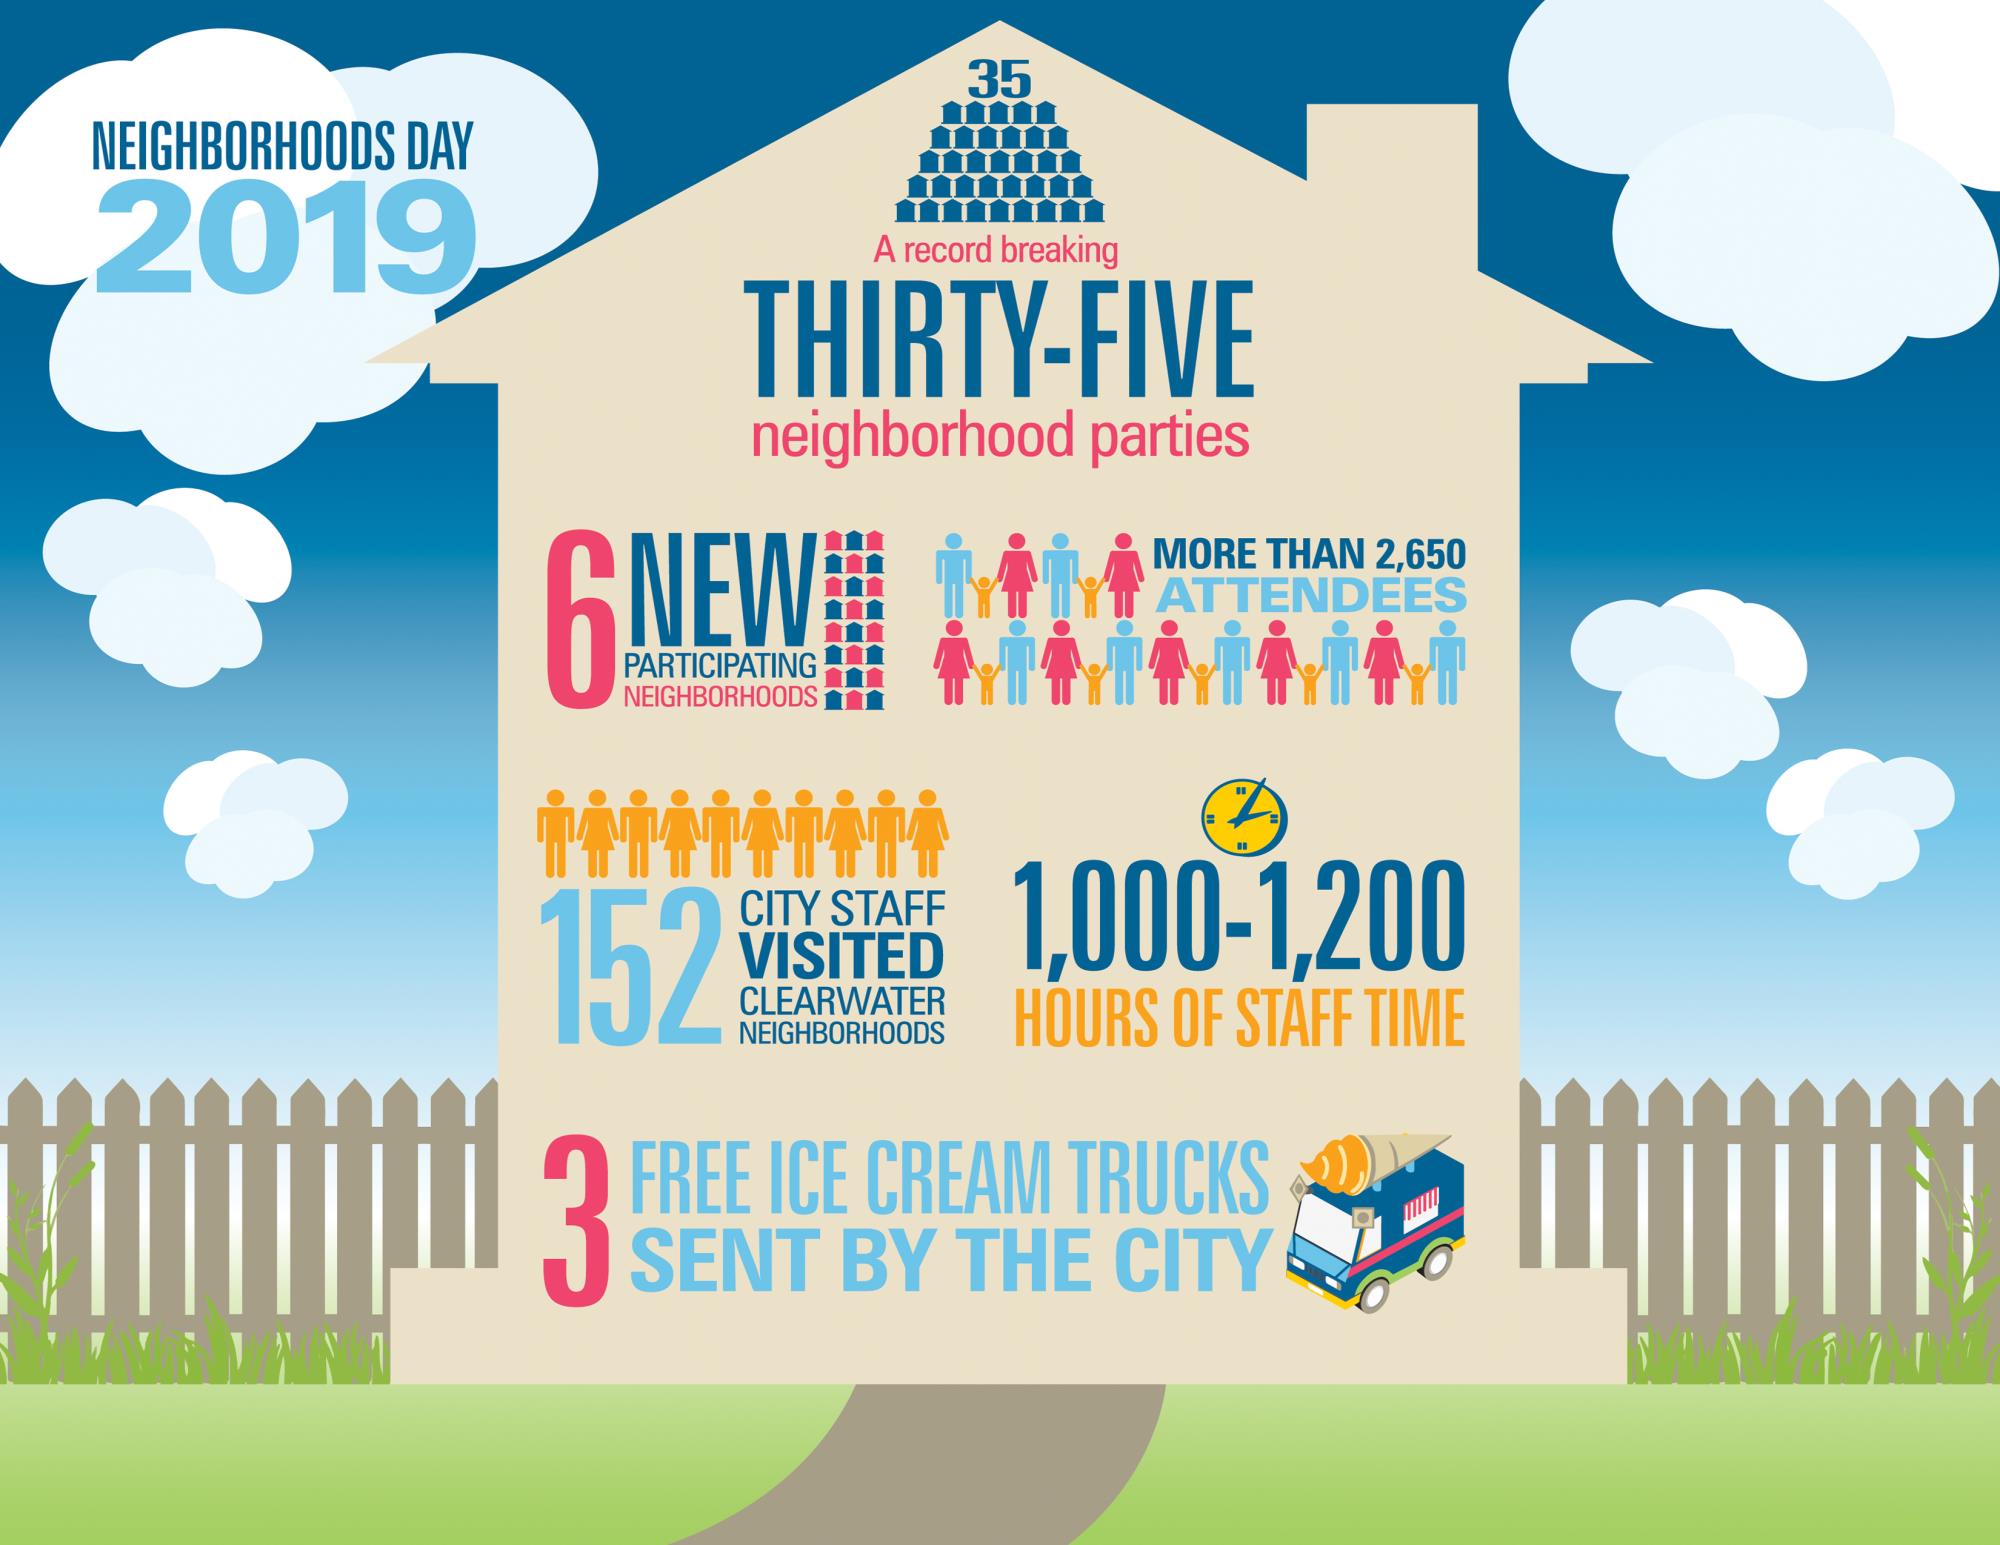 NEIGHBORHOODS DAY
2019
35
A record breaking
THIRTY-FIVE
neighborhood parties
6 NEW
PARTICIPATING
NEIGHBORHOODS
MORE THAN 2,650
ATTENDEES
152
CITY STAFF
VISITED
CLEARWATER
NEIGHBORHOODS
1,000-1,200
HOURS OF STAFF TIME
3
FREE ICE CREAM TRUCKS
SENT BY THE CITY